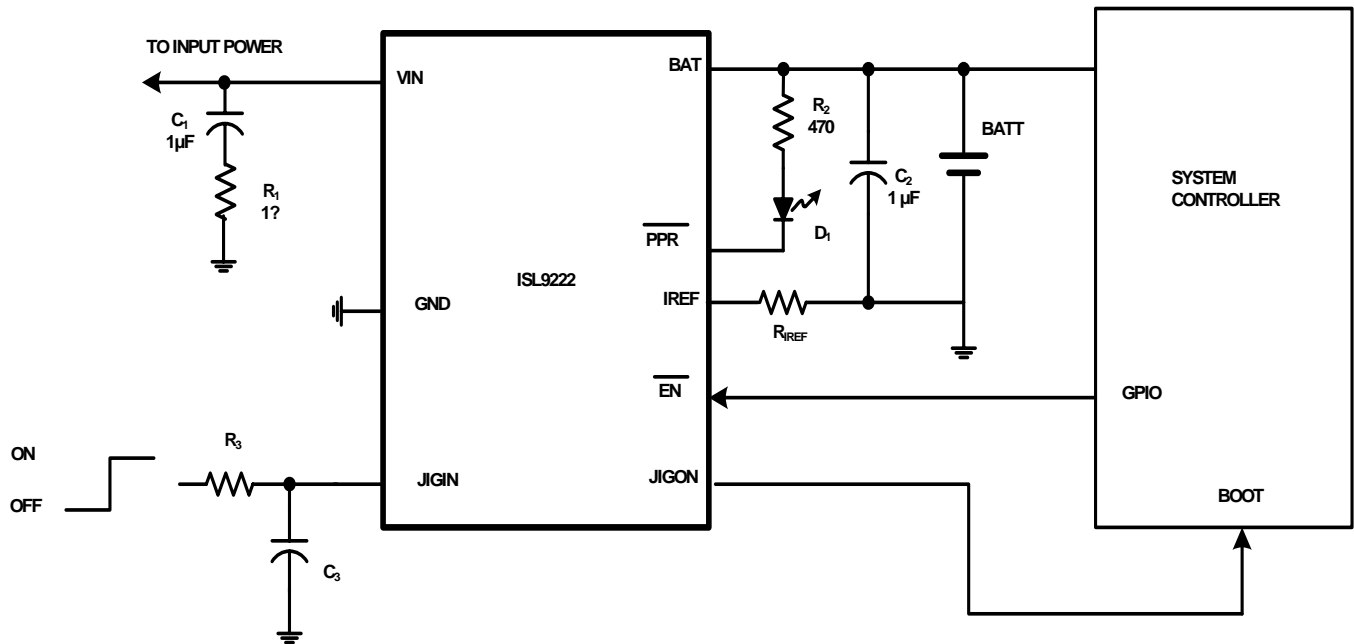 TO INPUT POWER
VIN
C1
1µF
R1
1?
GND
ISL9222
BAT
R2
470
D1
C2
1 µF
BATT
PPR
IREF
RIREF
EN
GPIO
SYSTEM
CONTROLLER
ON
OFF
R3
C3
JIGIN
JIGON
BOOT